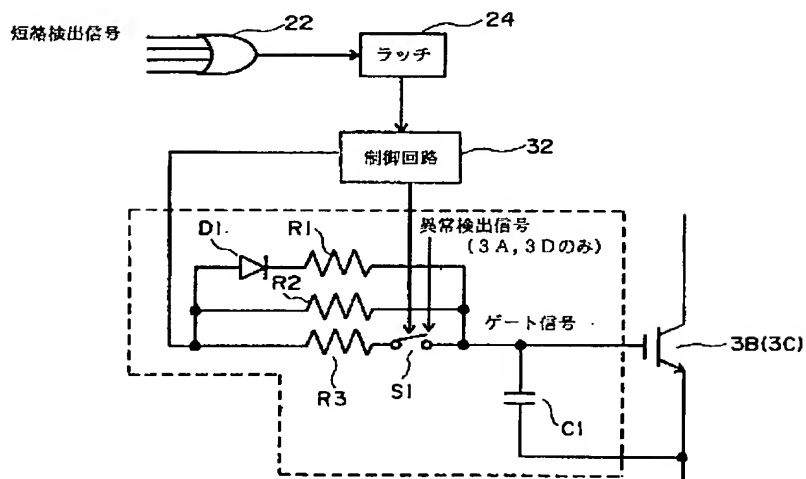 短絡検出信号
22
24
ラッチ
制御回路
32
異常検出信号
(3A,3Dのみ)
D1
R1
R2
R3
S1
ゲート信号
3B(3C)
C1